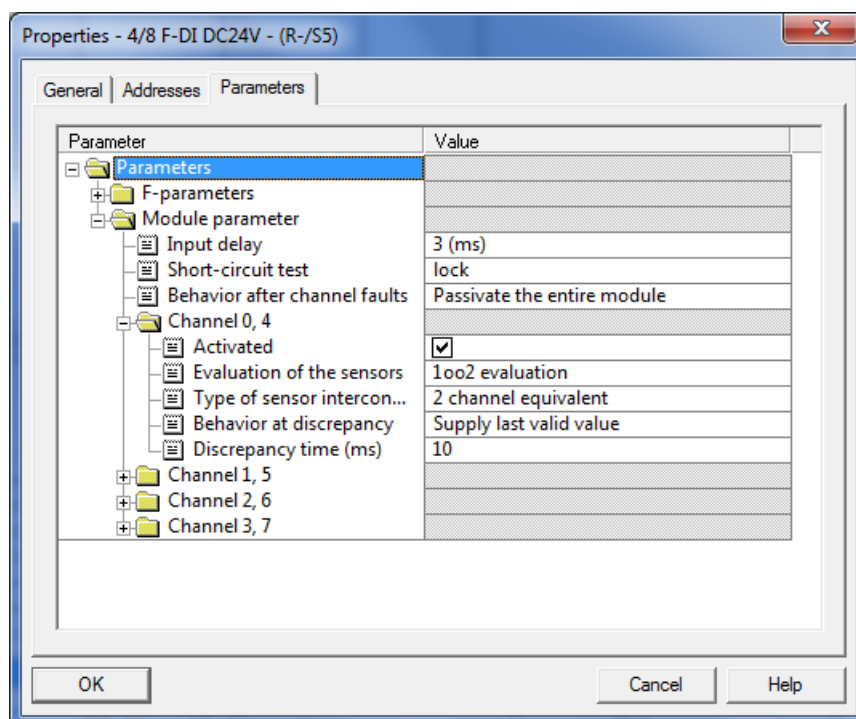 Properties - 4/8 F-DI DC24V - (R-/S5)
General Addresses Parameters
Parameter Value
Parameters
F-parameters
Module parameter
Input delay 3 (ms)
Short-circuit test lock
Behavior after channel faults Passivate the entire module
Channel 0, 4
Activated
Evaluation of the sensors 1oo2 evaluation
Type of sensor intercon... 2 channel equivalent
Behavior at discrepancy Supply last valid value
Discrepancy time (ms) 10
Channel 1, 5
Channel 2, 6
Channel 3, 7
OK Cancel Help